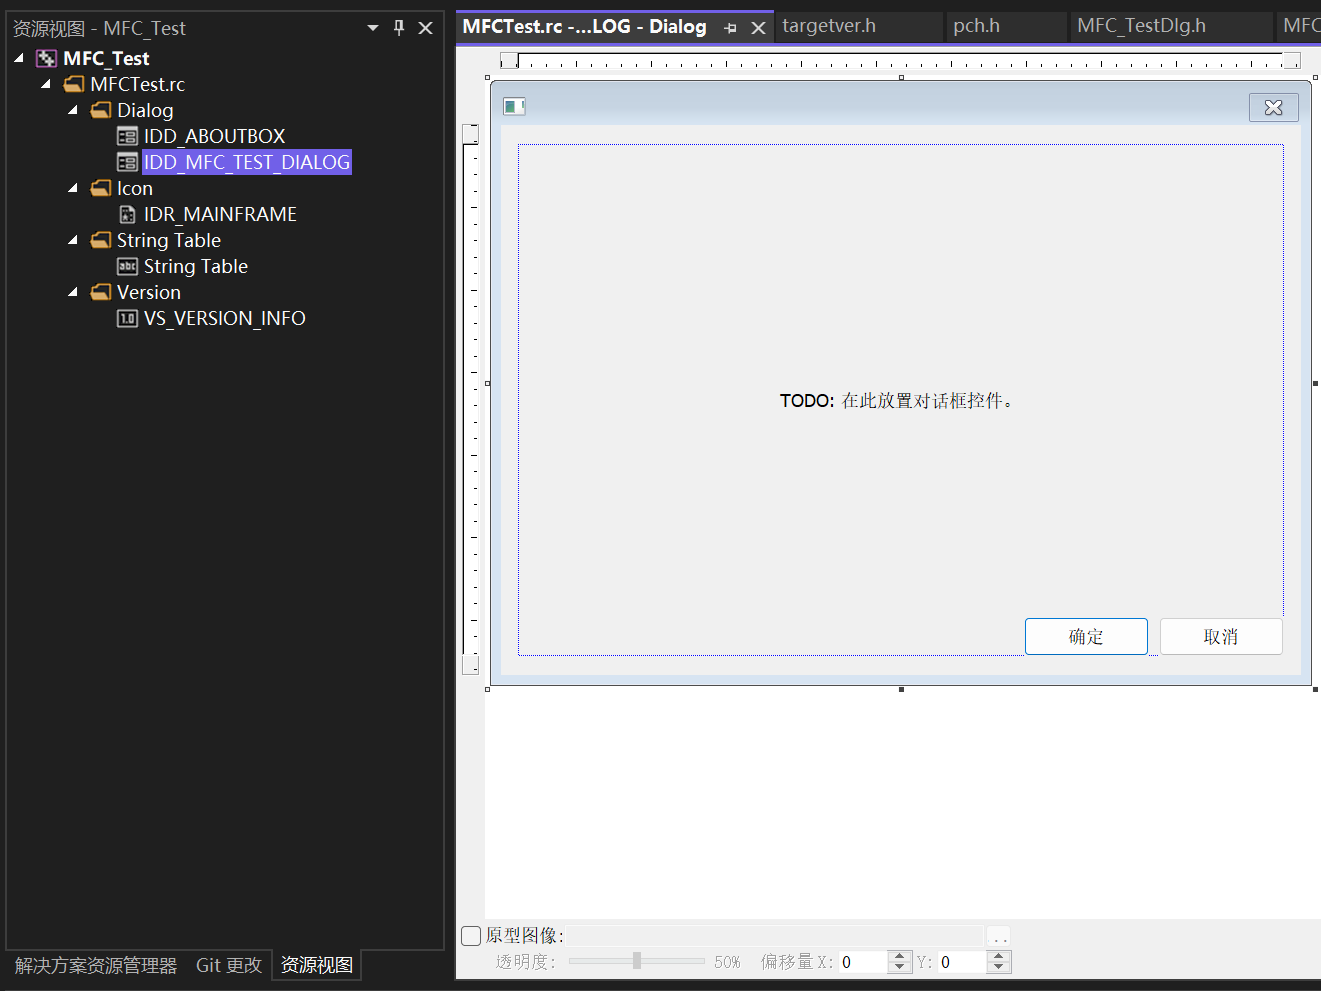 资源视图 - MFC_Test
MFC_Test
MFCTest.rc
Dialog
IDD_ABOUTBOX
IDD_MFC_TEST_DIALOG
Icon
IDR_MAINFRAME
String Table
abc String Table
Version
1.0 VS_VERSION_INFO
解决方案资源管理器 Git 更改 资源视图
MFCTest.rc -...LOG - Dialog targetver.h pch.h MFC_TestDlg.h MFC
TODO: 在此放置对话框控件。
确定 取消
原型图像: ..
透明度: 50% 偏移量 X: 0 Y: 0